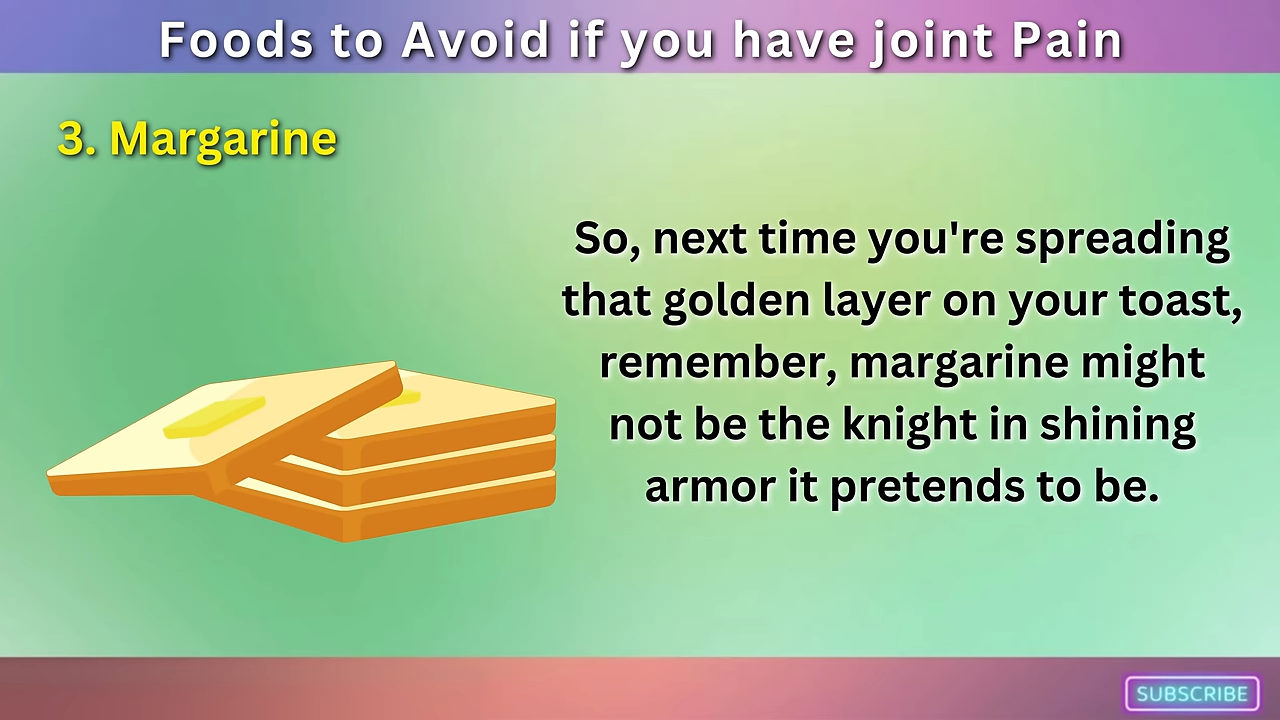 Foods to Avoid if you have joint Pain
3. Margarine
So, next time you're spreading
that golden layer on your toast,
remember, margarine might
not be the knight in shining
armor it pretends to be.
SUBSCRIBE